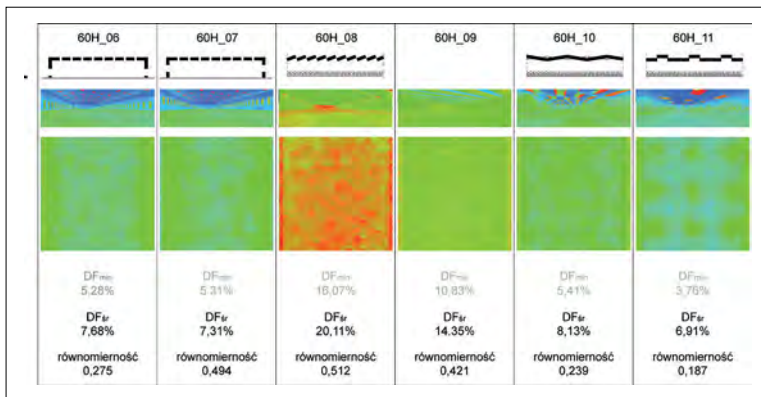 60H_06 60H_07 60H_08 60H_09 60H_10 60H_11
DFmin DFmin DFmin DFmin DFmin DFmin
5.28% 5.31% 16,07% 10,83% 5,41% 3,76%
DFśr DFśr DFśr DFśr DFśr DFśr
7,68% 7,31% 20,11% 14.35% 8,13% 6,91%
równomierność równomierność równomierność równomierność równomierność równomierność
0,275 0,494 0,512 0,421 0,239 0,187